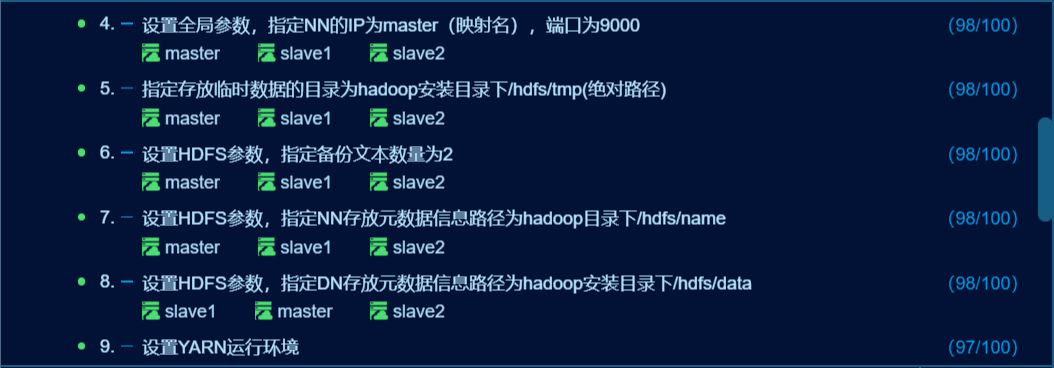 4. 设置全局参数，指定NN的IP为master（映射名），端口为9000 （98/100）
master slave1 slave2
5. 指定存放临时数据的目录为hadoop安装目录下/hdfs/tmp(绝对路径) （98/100）
master slave1 slave2
6. 设置HDFS参数，指定备份文本数量为2 （98/100）
master slave1 slave2
7. 设置HDFS参数，指定NN存放元数据信息路径为hadoop目录下/hdfs/name （98/100）
master slave1 slave2
8. 设置HDFS参数，指定DN存放元数据信息路径为hadoop安装目录下/hdfs/data （98/100）
slave1 master slave2
9. 设置YARN运行环境 （97/100）